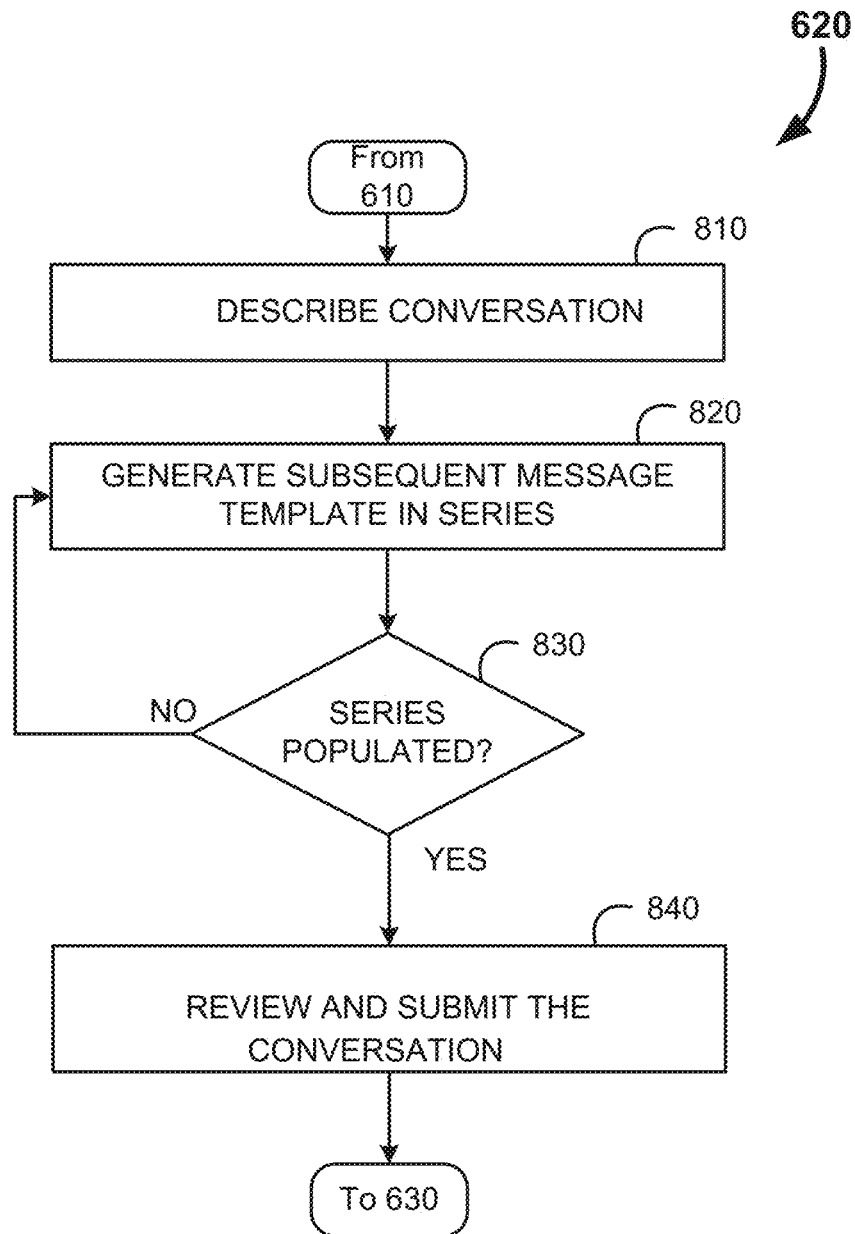 620
From
610
810
DESCRIBE CONVERSATION
820
GENERATE SUBSEQUENT MESSAGE
TEMPLATE IN SERIES
830
NO
SERIES
POPULATED?
YES
840
REVIEW AND SUBMIT THE
CONVERSATION
To 630